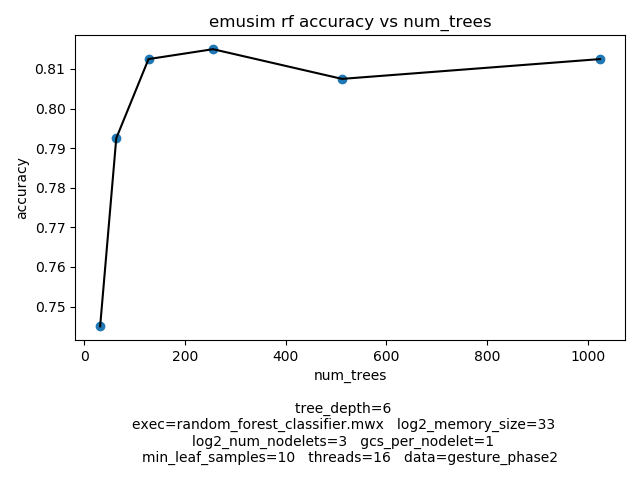 emusim rf accuracy vs num_trees
accuracy
0.81
0.80
0.79
0.78
0.77
0.76
0.75
0 200 400 600 800 1000
num_trees
tree_depth=6
exec=random_forest_classifier.mwx log2_memory_size=33
log2_num_nodelets=3 gcs_per_nodelet=1
min_leaf_samples=10 threads=16 data=gesture_phase2